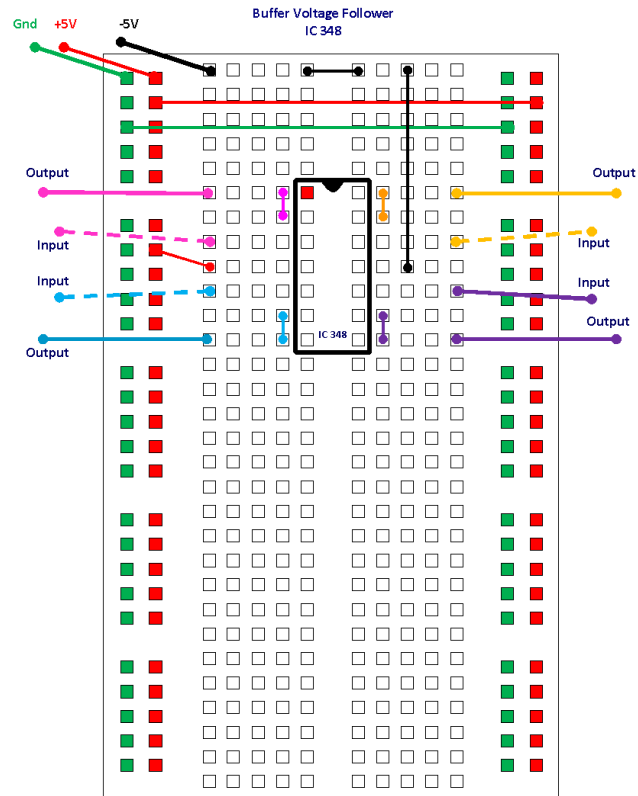 Buffer Voltage Follower
IC 348
Gnd
+5V
-5V
Output
Output
Input
Input
Input
Input
Output
Output
IC 348